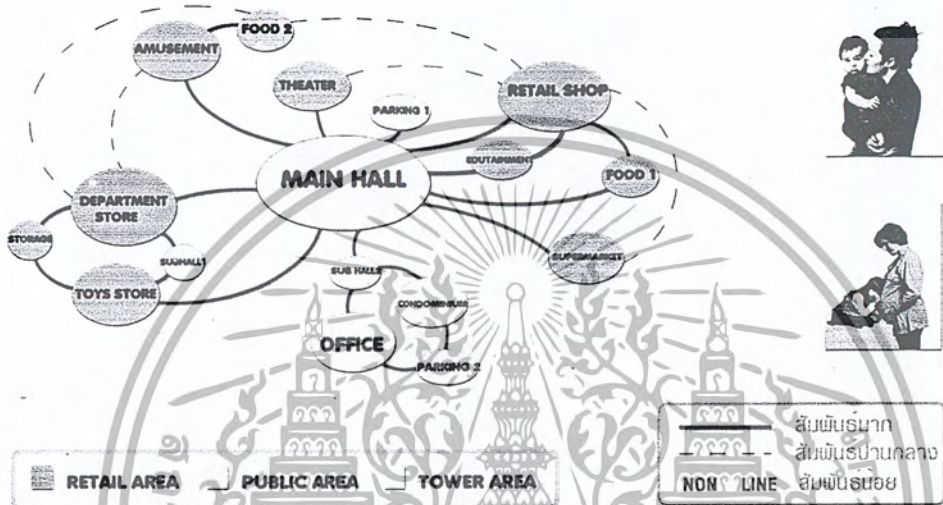 FOOD 2
AMUSEMENT
THEATER
RETAIL SHOP
PARKING 1
EDUTAINMENT
MAIN HALL
FOOD 1
DEPARTMENT
STORE
STORAGE
SUBHALL1
SUB HALL2
SUPERMARKET
TOYS STORE
CONDOMINIUM
OFFICE
PARKING 2
สัมพันธ์มาก
สัมพันธ์ปานกลาง
NON LINE สัมพันธ์น้อย
RETAIL AREA PUBLIC AREA TOWER AREA